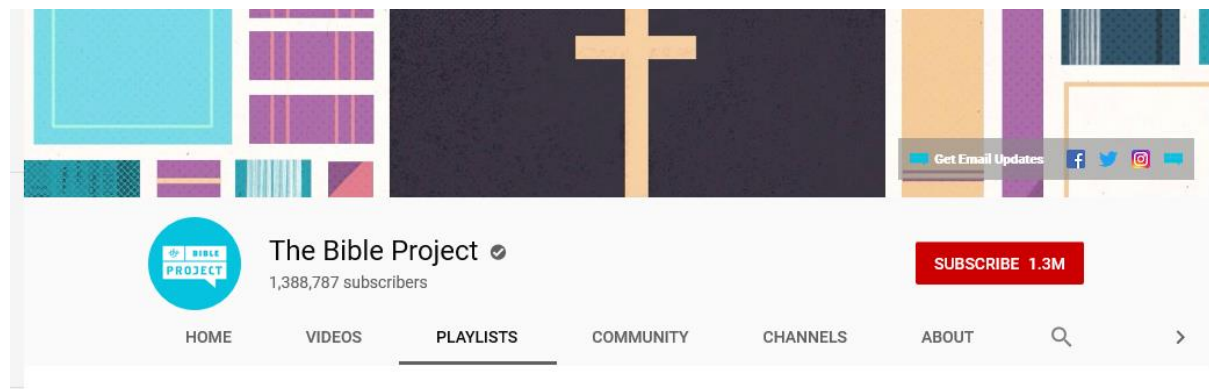 Get Email Updates
BIBLE
PROJECT
The Bible Project
1,388,787 subscribers
SUBSCRIBE 1.3M
HOME VIDEOS PLAYLISTS COMMUNITY CHANNELS ABOUT